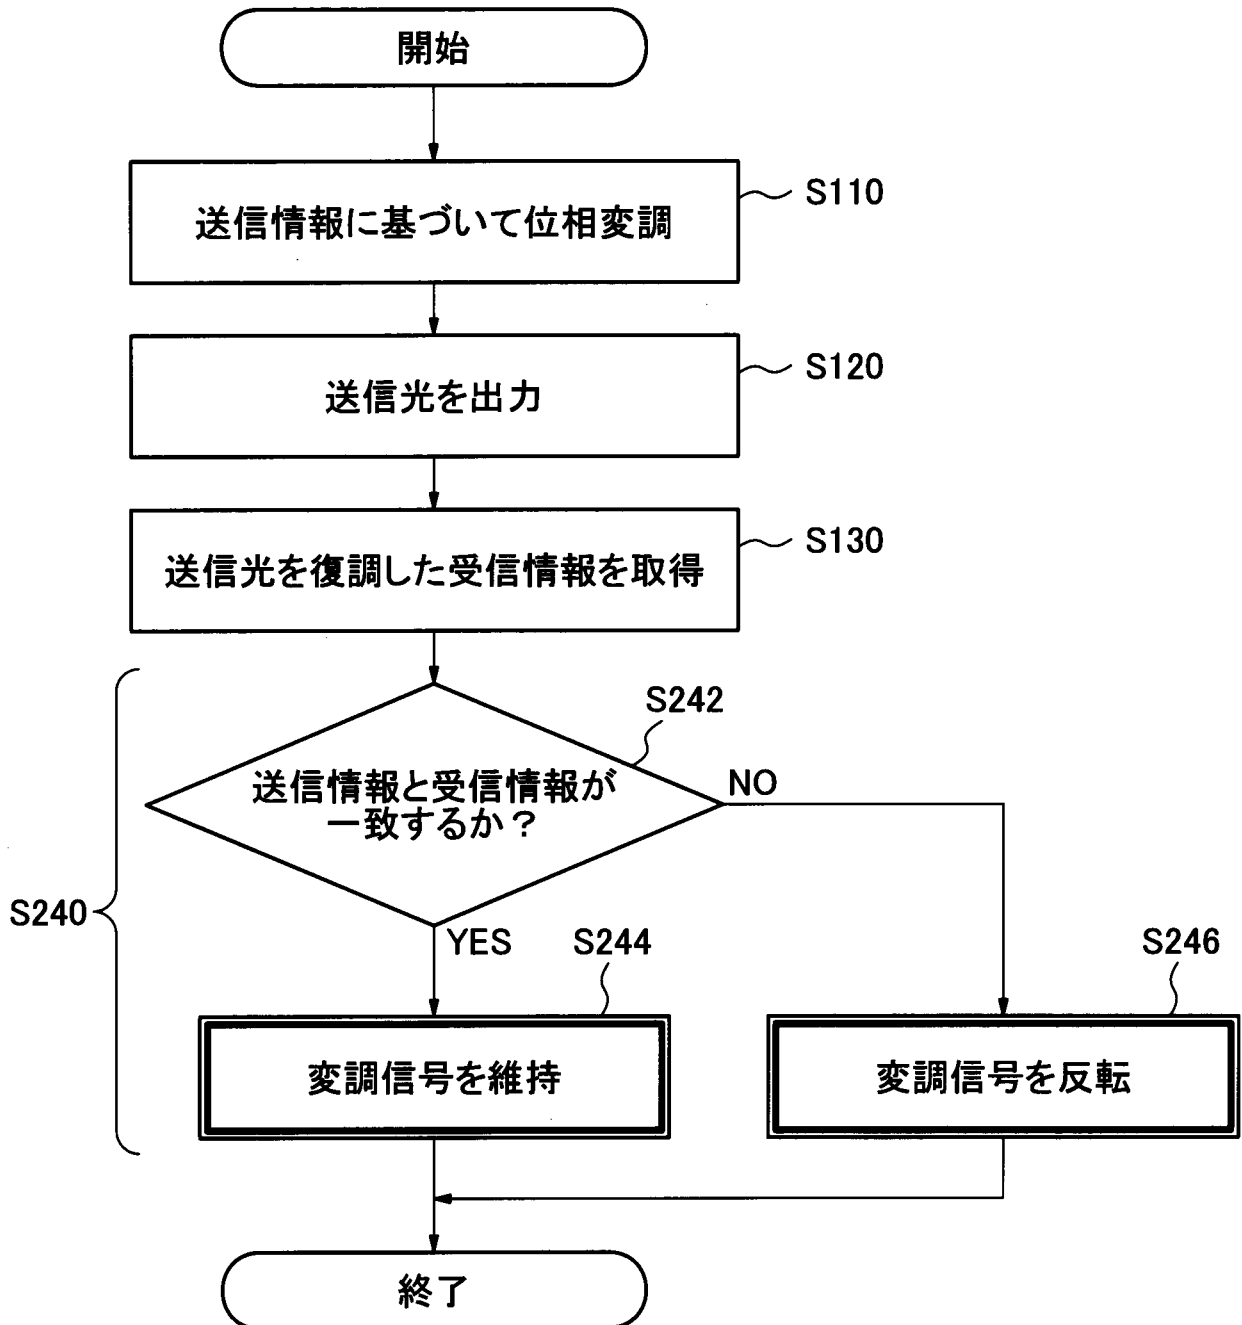 開始
送信情報に基づいて位相変調
S110
送信光を出力
S120
送信光を復調した受信情報を取得
S130
S242
送信情報と受信情報が
一致するか？
NO
S240
YES
S244
S246
変調信号を維持
変調信号を反転
終了